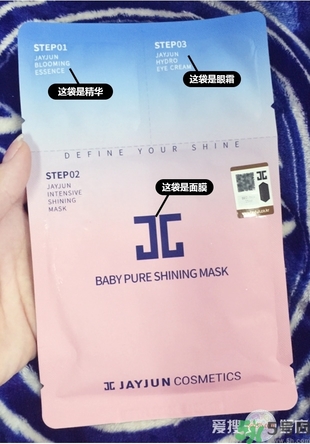 STEP01
JAYJUN
BLOOMING
ESSENCE
这袋是精华
STEP03
JAYJUN
HYDRO
EYE CREAM
这袋是眼霜
DEFINE YOUR SHINE
STEP02
JAYJUN
INTENSIVE
SHINING
MASK
这袋是面膜
BABY PURE SHINING MASK
JAYJUN COSMETICS